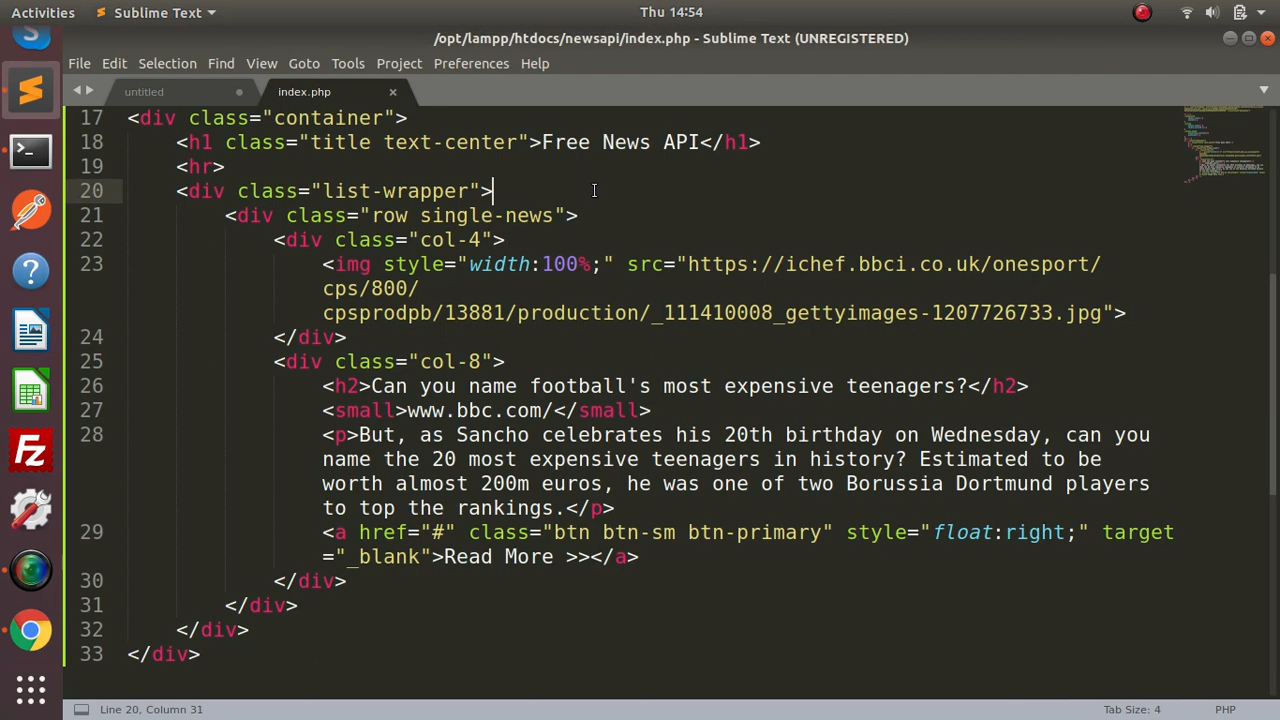 Activities
Sublime Text
Thu 14:54
/opt/lampp/htdocs/newsapi/index.php - Sublime Text (UNREGISTERED)
File Edit Selection Find View Goto Tools Project Preferences Help
untitled
index.php
17 <div class="container">
18 <h1 class="title text-center">Free News API</h1>
19 <hr>
20 <div class="list-wrapper">
21 <div class="row single-news">
22 <div class="col-4">
23 <img style="width:100%;" src="https://ichef.bbci.co.uk/onesport/
cps/800/
cpsprodpb/13881/production/_111410008_gettyimages-1207726733.jpg">
24 </div>
25 <div class="col-8">
26 <h2>Can you name football's most expensive teenagers?</h2>
27 <small>www.bbc.com/</small>
28 <p>But, as Sancho celebrates his 20th birthday on Wednesday, can you
name the 20 most expensive teenagers in history? Estimated to be
worth almost 200m euros, he was one of two Borussia Dortmund players
to top the rankings.</p>
29 <a href="#" class="btn btn-sm btn-primary" style="float:right;" target
="_blank">Read More >></a>
30 </div>
31 </div>
32 </div>
33 </div>
Line 20, Column 31
Tab Size: 4
PHP